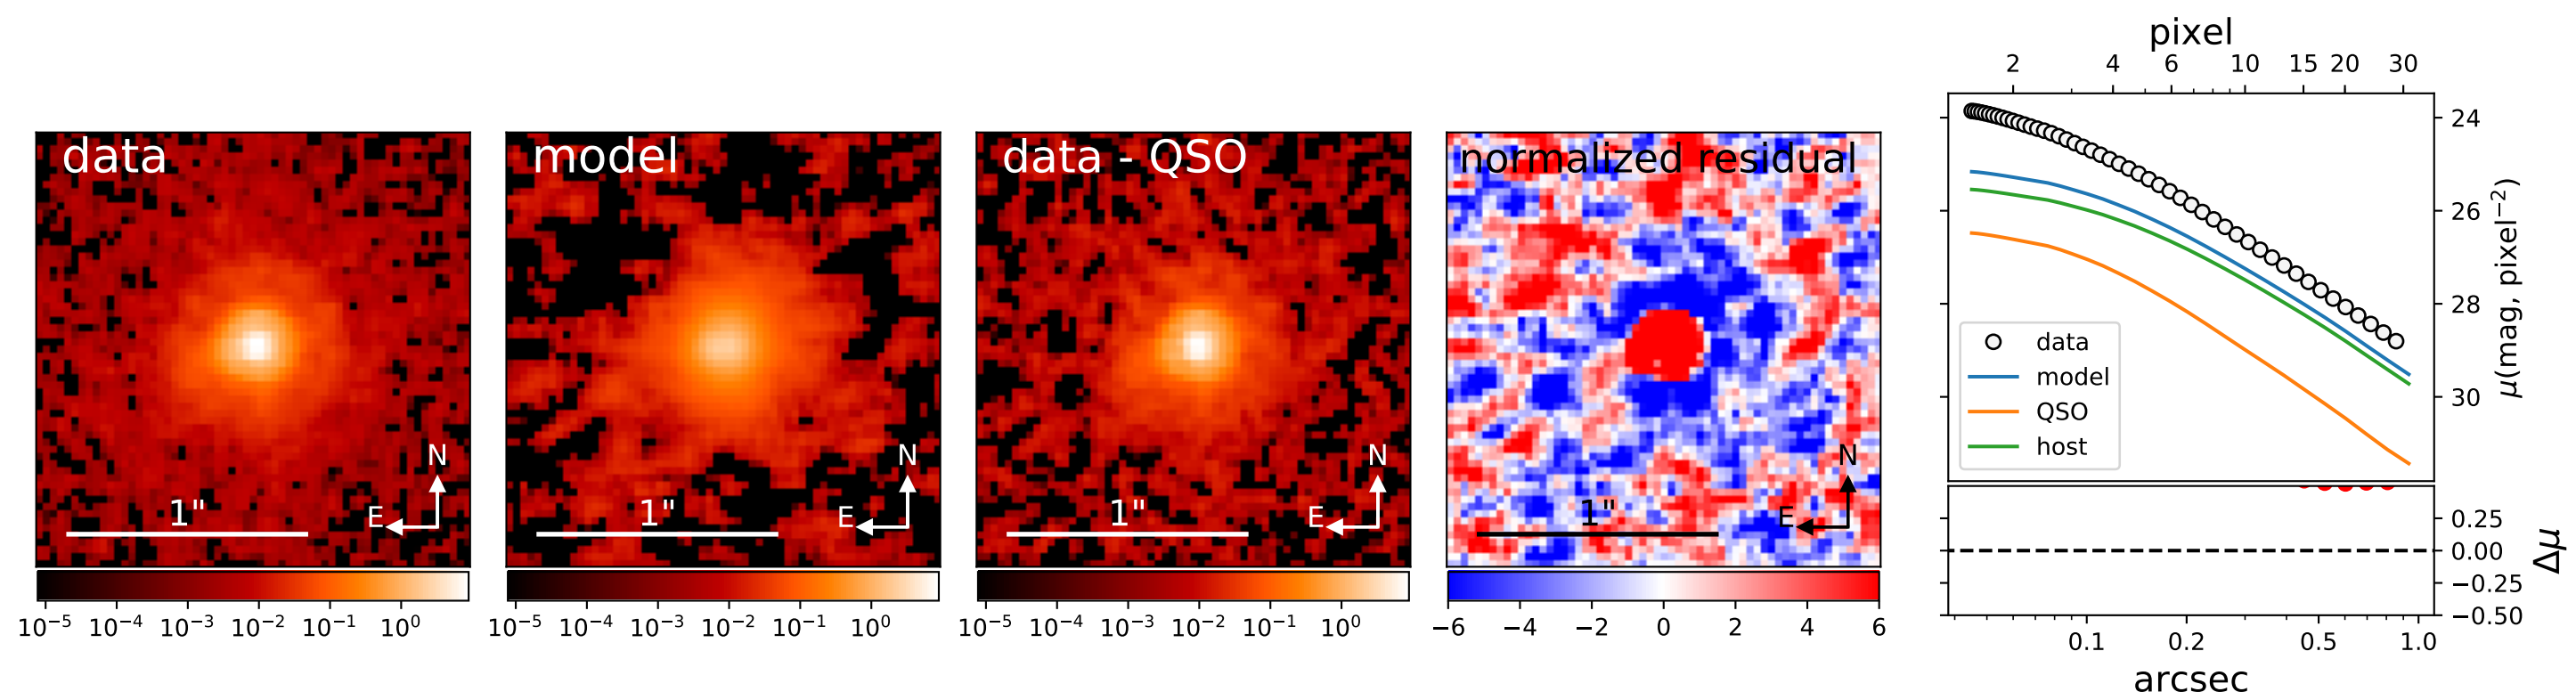 data
N
E
1"
10⁻⁵ 10⁻⁴ 10⁻³ 10⁻² 10⁻¹ 10⁰
model
N
E
1"
10⁻⁵ 10⁻⁴ 10⁻³ 10⁻² 10⁻¹ 10⁰
data - QSO
N
E
1"
10⁻⁵ 10⁻⁴ 10⁻³ 10⁻² 10⁻¹ 10⁰
normalized residual
N
E
1"
−6 −4 −2 0 2 4 6
pixel
2 4 6 10 15 20 30
24
26
28
30
μ(mag, pixel⁻²)
data
model
QSO
host
0.25
0.00
−0.25
−0.50
Δμ
0.1 0.2 0.5 1.0
arcsec